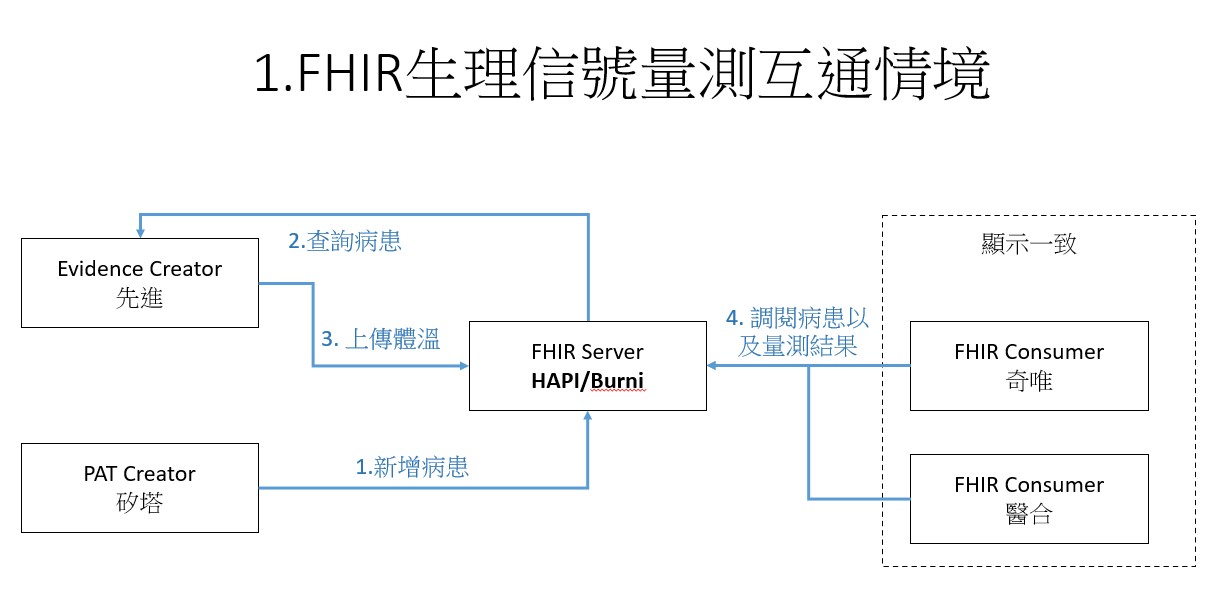 1.FHIR生理信號量測互通情境
2.查詢病患
顯示一致
Evidence Creator
先進
3. 上傳體溫
4. 調閱病患以
及量測結果
FHIR Server
HAPI/Burni
FHIR Consumer
奇唯
1.新增病患
PAT Creator
矽塔
FHIR Consumer
醫合